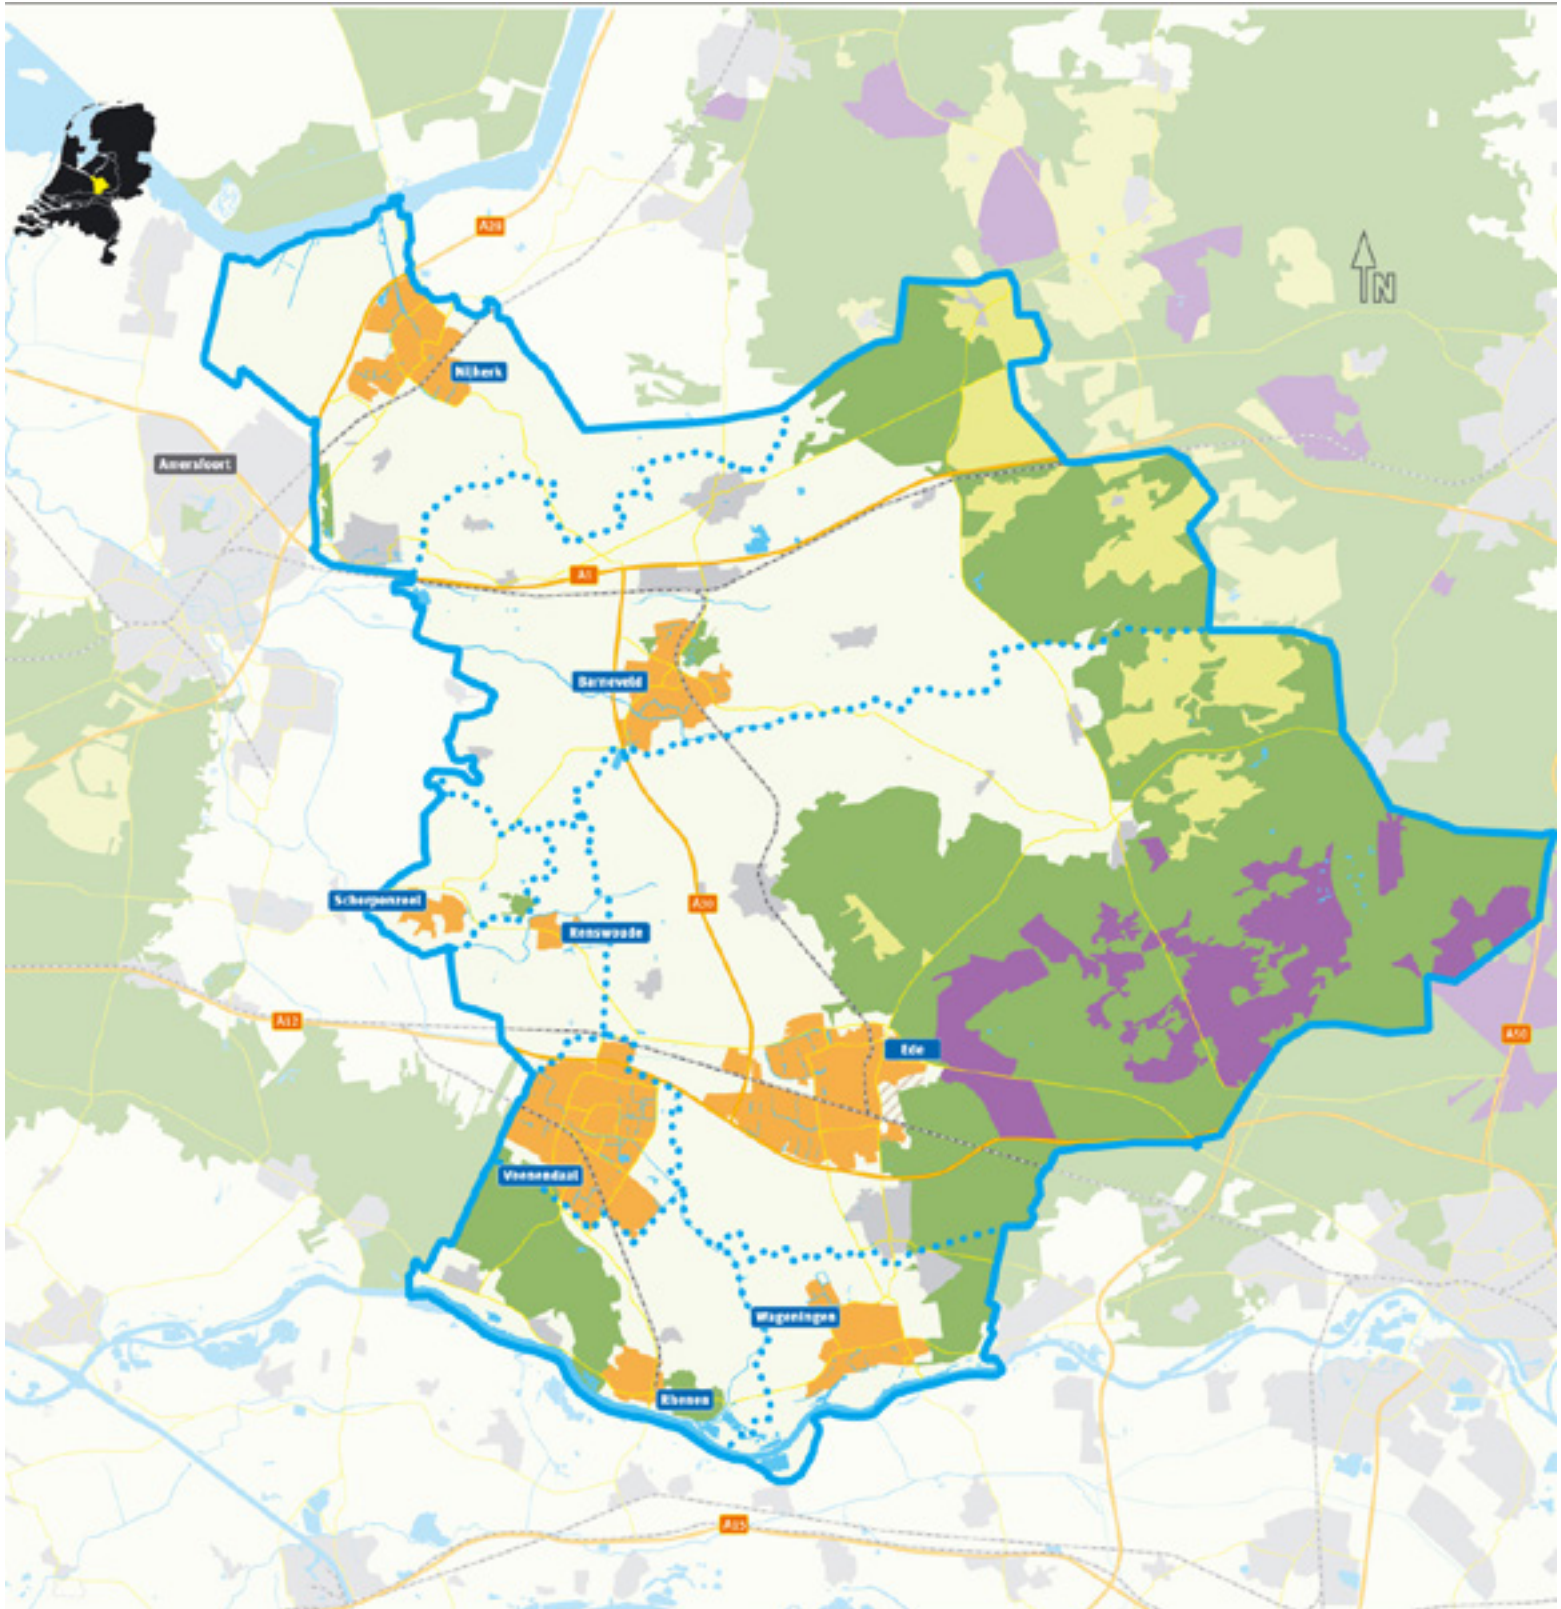 A28
Nijkerk
Amersfoort
A1
Barneveld
Scherpenzeel
A30
Renswoude
A12
A50
Ede
Veenendaal
Wageningen
Rhenen
A15
N